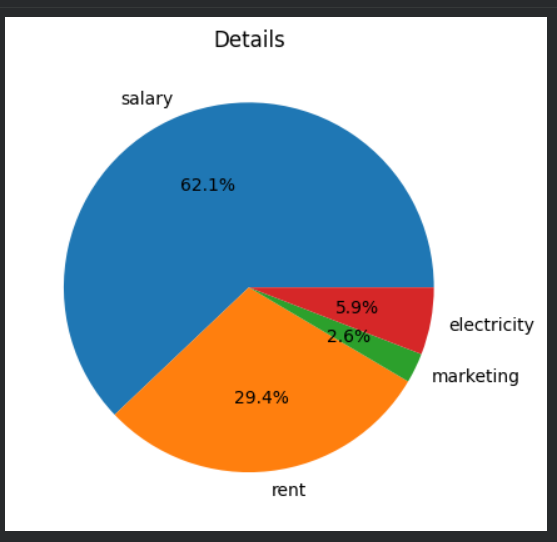 Details
salary
62.1%
5.9%
electricity
2.6%
marketing
29.4%
rent